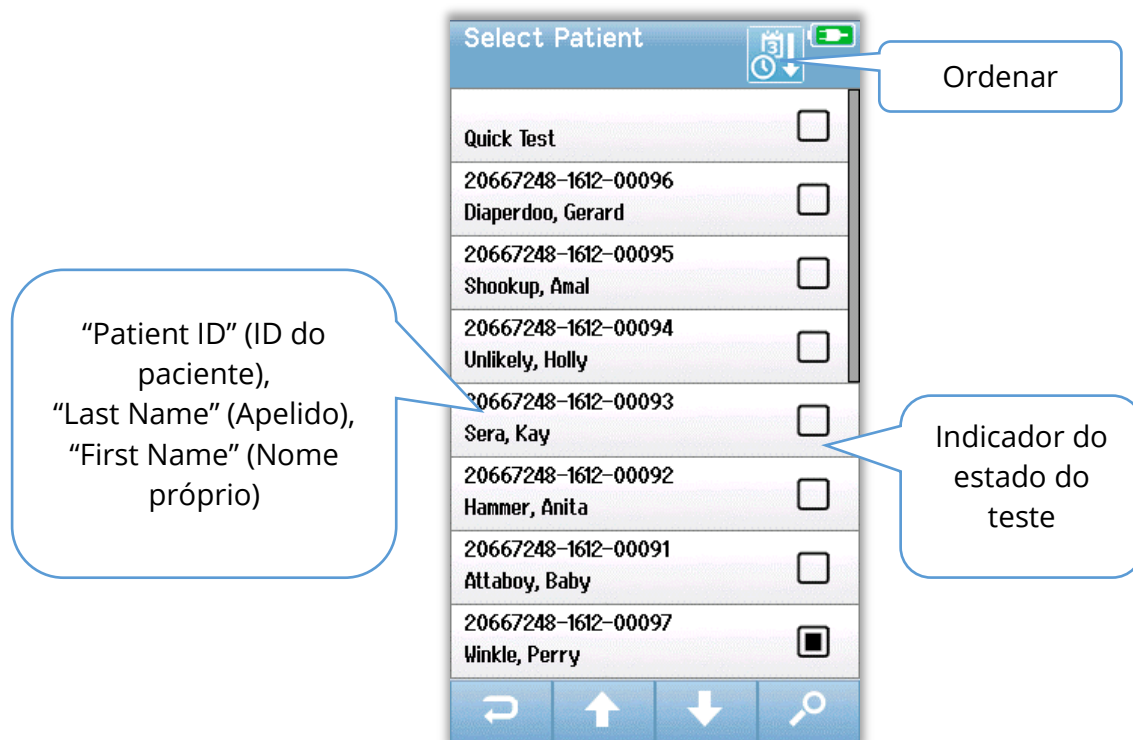 Select Patient
3
Ordenar
Quick Test
20667248-1612-00096
Diaperdoo, Gerard
20667248-1612-00095
Shookup, Amal
20667248-1612-00094
Unlikely, Holly
“Patient ID” (ID do
paciente),
“Last Name” (Apelido),
“First Name” (Nome
próprio)
20667248-1612-00093
Sera, Kay
Indicador do
estado do
teste
20667248-1612-00092
Hammer, Anita
20667248-1612-00091
Attaboy, Baby
20667248-1612-00097
Winkle, Perry